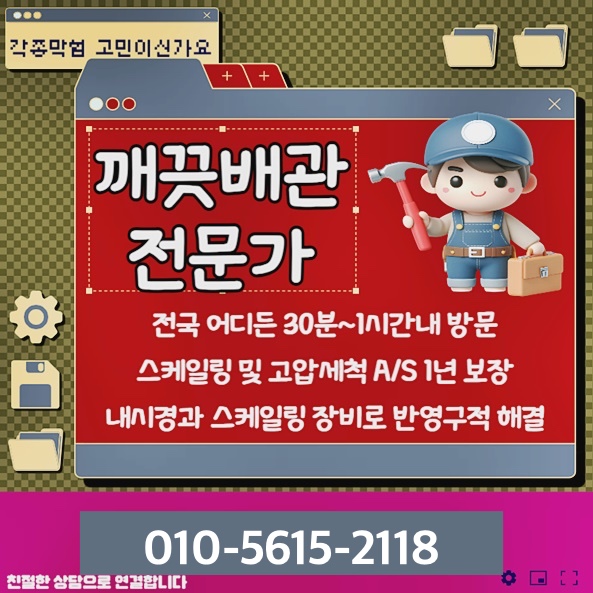 각종막힘 고민이신가요
깨끗배관
전문가
전국 어디든 30분~1시간내 방문
스케일링 및 고압세척 A/S 1년 보장
내시경과 스케일링 장비로 반영구적 해결
010-5615-2118
친절한 상담으로 연결합니다